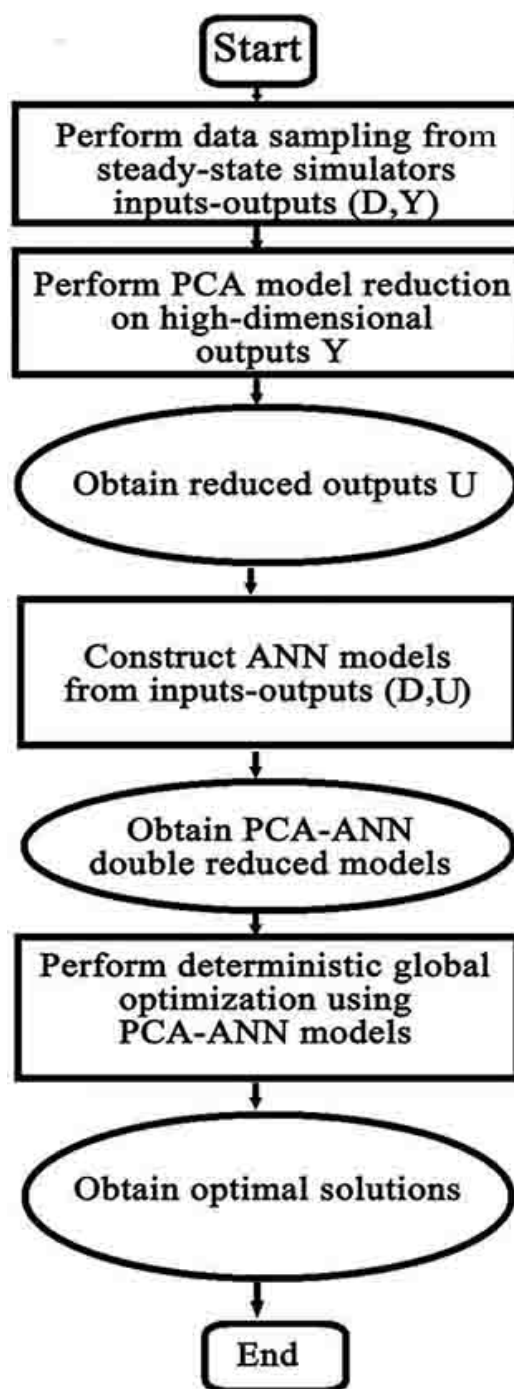 Start
Perform data sampling from
steady-state simulators
inputs-outputs (D,Y)
Perform PCA model reduction
on high-dimensional
outputs Y
Obtain reduced outputs U
Construct ANN models
from inputs-outputs (D,U)
Obtain PCA-ANN
double reduced models
Perform deterministic global
optimization using
PCA-ANN models
Obtain optimal solutions
End